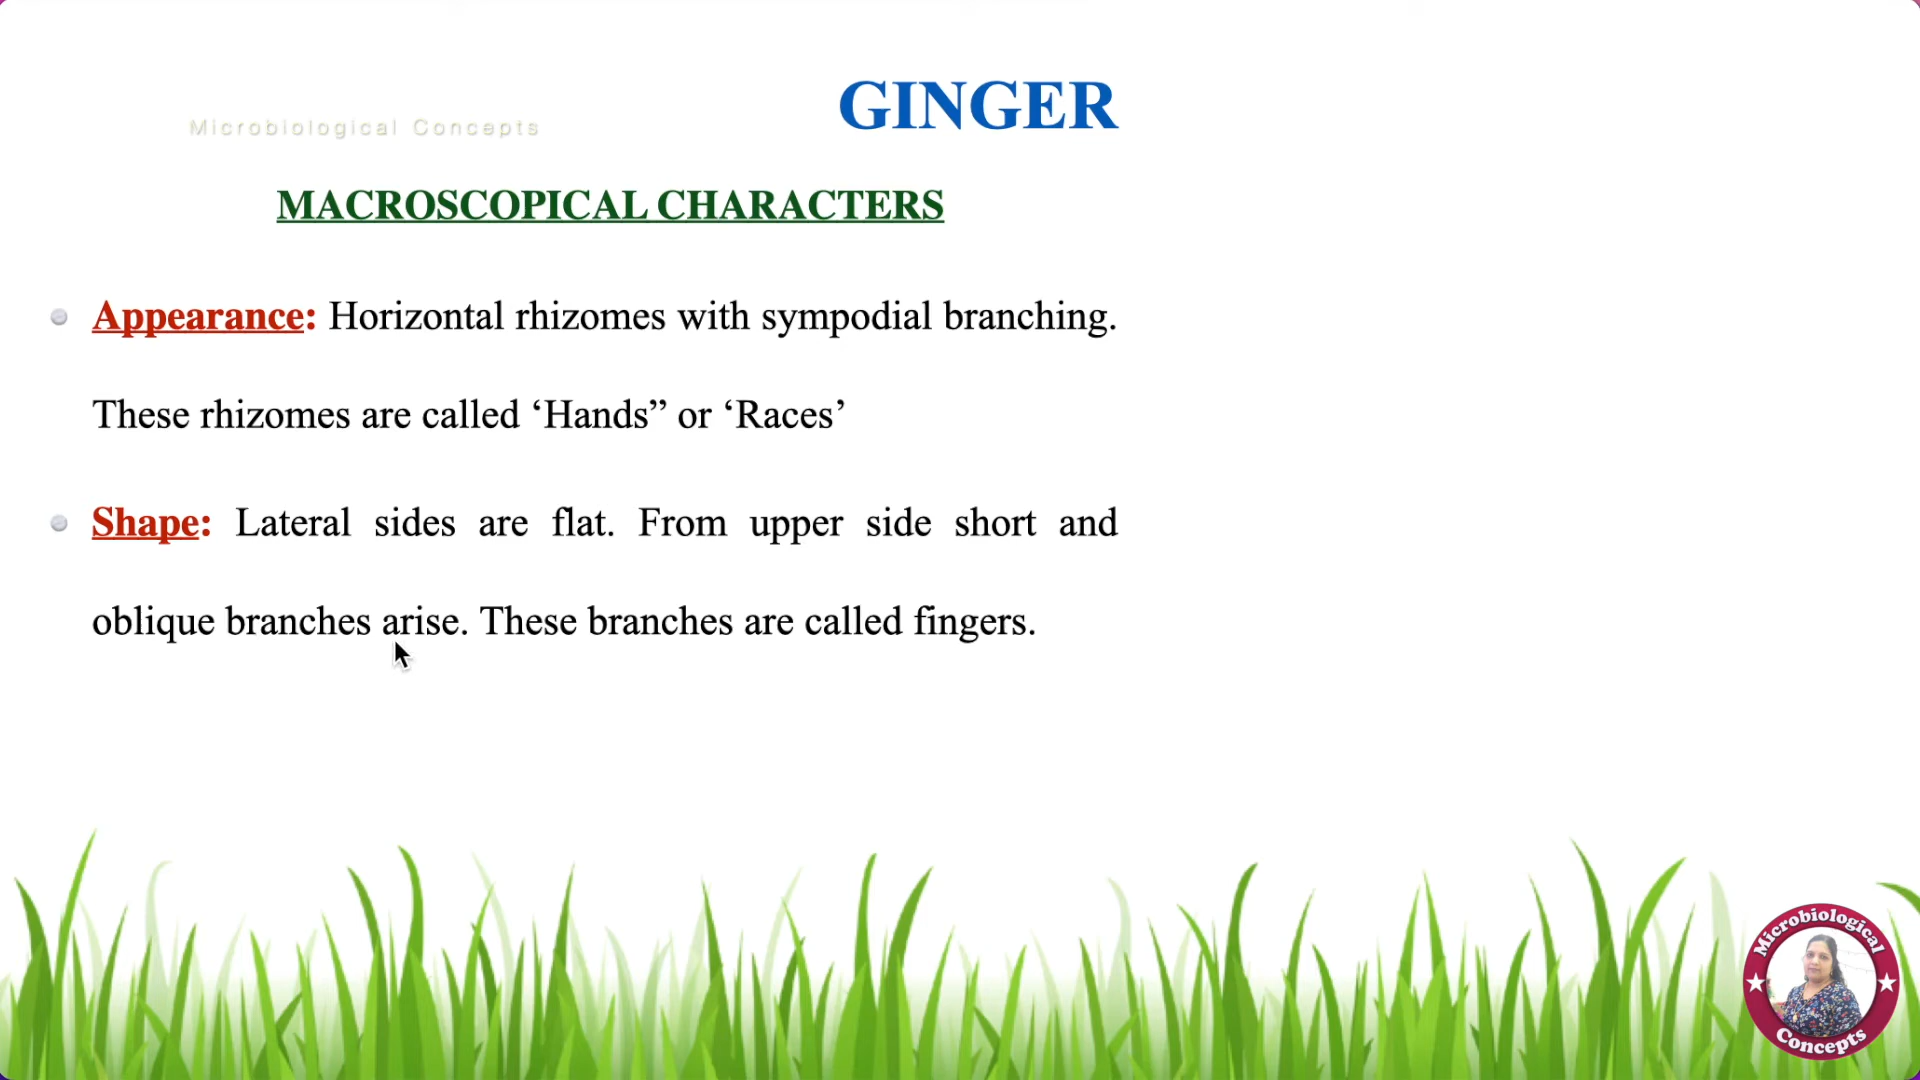 GINGER
Microbiological Concepts
MACROSCOPICAL CHARACTERS
Appearance: Horizontal rhizomes with sympodial branching.
These rhizomes are called ‘Hands” or ‘Races’
Shape: Lateral sides are flat. From upper side short and
oblique branches arise. These branches are called fingers.
Microbiological
Concepts